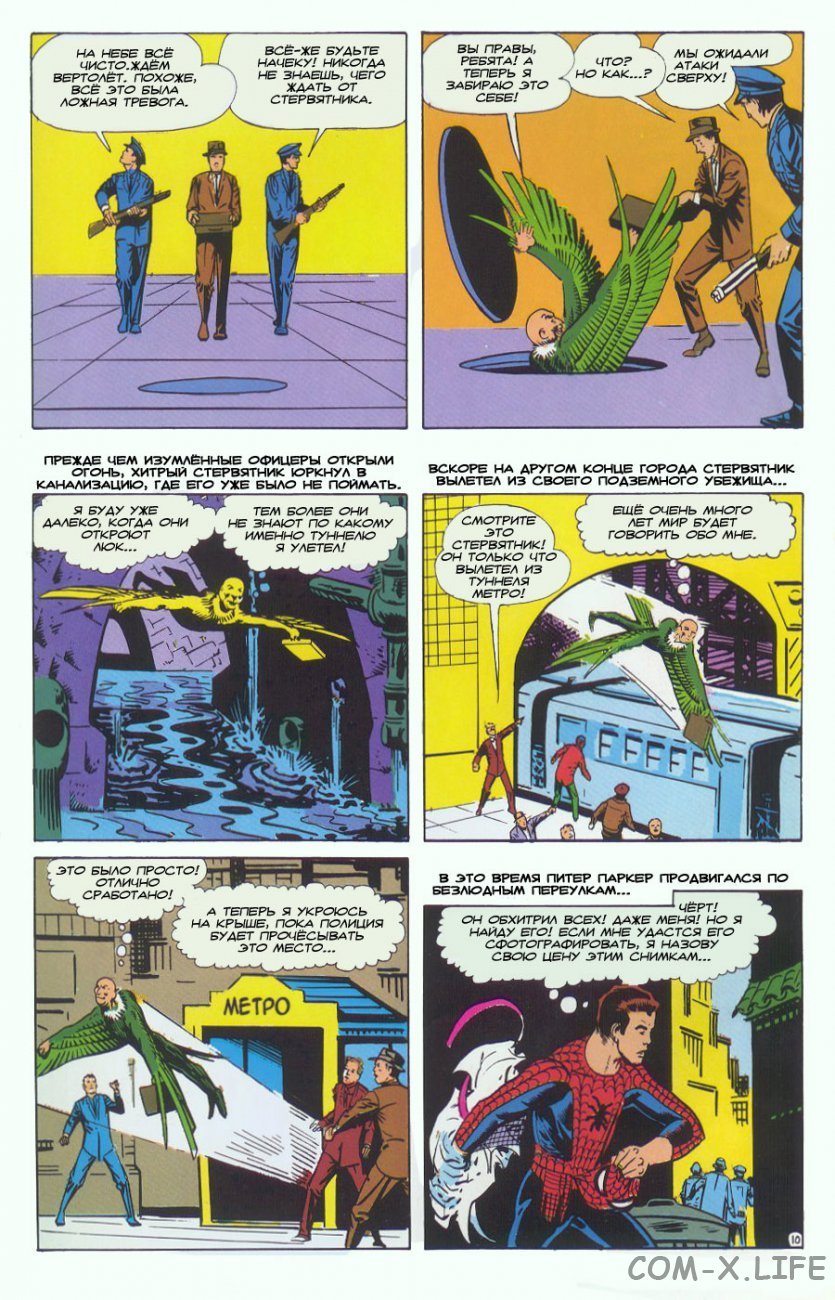 НА НЕБЕ ВСЁ
ЧИСТО.ЖДЁМ
ВЕРТОЛЁТ. ПОХОЖЕ,
ВСЁ ЭТО БЫЛА
ЛОЖНАЯ ТРЕВОГА.
ВСЁ-ЖЕ БУДЬТЕ
НАЧЕКУ! НИКОГДА
НЕ ЗНАЕШЬ, ЧЕГО
ЖДАТЬ ОТ
СТЕРВЯТНИКА.
ВЫ ПРАВЫ,
РЕБЯТА! А
ТЕПЕРЬ Я
ЗАБИРАЮ ЭТО
СЕБЕ!
ЧТО?
НО КАК...?
МЫ ОЖИДАЛИ
АТАКИ
СВЕРХУ!
ПРЕЖДЕ ЧЕМ ИЗУМЛЁННЫЕ ОФИЦЕРЫ ОТКРЫЛИ
ОГОНЬ, ХИТРЫЙ СТЕРВЯТНИК ЮРКНУЛ В
КАНАЛИЗАЦИЮ, ГДЕ ЕГО УЖЕ БЫЛО НЕ ПОЙМАТЬ.
Я БУДУ УЖЕ
ДАЛЕКО, КОГДА ОНИ
ОТКРОЮТ
ЛЮК...
ТЕМ БОЛЕЕ ОНИ
НЕ ЗНАЮТ ПО КАКОМУ
ИМЕННО ТУННЕЛЮ
Я УЛЕТЕЛ!
ВСКОРЕ НА ДРУГОМ КОНЦЕ ГОРОДА СТЕРВЯТНИК
ВЫЛЕТЕЛ ИЗ СВОЕГО ПОДЗЕМНОГО УБЕЖИЩА...
СМОТРИТЕ
ЭТО
СТЕРВЯТНИК!
ОН ТОЛЬКО ЧТО
ВЫЛЕТЕЛ ИЗ
ТУННЕЛЯ
МЕТРО!
ЕЩЁ ОЧЕНЬ МНОГО
ЛЕТ МИР БУДЕТ
ГОВОРИТЬ ОБО МНЕ.
ЭТО БЫЛО ПРОСТО!
ОТЛИЧНО
СРАБОТАНО!
А ТЕПЕРЬ Я УКРОЮСЬ
НА КРЫШЕ, ПОКА ПОЛИЦИЯ
БУДЕТ ПРОЧЁСЫВАТЬ
ЭТО МЕСТО...
МЕТРО
В ЭТО ВРЕМЯ ПИТЕР ПАРКЕР ПРОДВИГАЛСЯ ПО
БЕЗЛЮДНЫМ ПЕРЕУЛКАМ...
ЧЁРТ!
ОН ОБХИТРИЛ ВСЕХ! ДАЖЕ МЕНЯ! НО Я
НАЙДУ ЕГО! ЕСЛИ МНЕ УДАСТСЯ ЕГО
СФОТОГРАФИРОВАТЬ, Я НАЗОВУ
СВОЮ ЦЕНУ ЭТИМ СНИМКАМ...
10
COM-X.LIFE